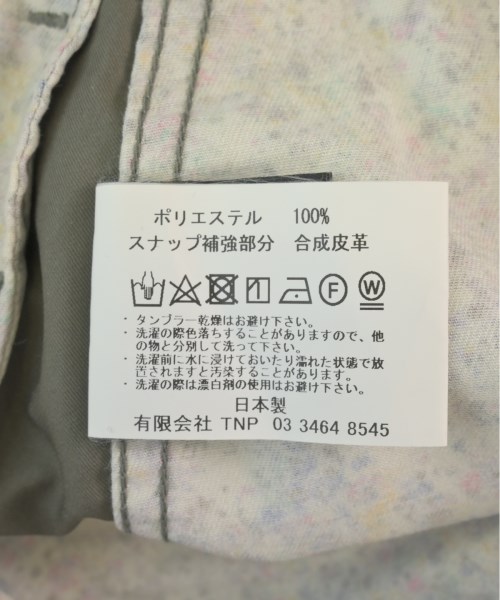 ポリエステル 100%
スナップ補強部分 合成皮革
F W
・タンブラー乾燥はお避け下さい。
・洗濯の際色落ちすることがありますので、他
の物と分別して洗って下さい。
・洗濯前に水に浸けておいたり濡れた状態で放
置されますと汚染することがあります。
・洗濯の際は漂白剤の使用はお避け下さい。
日本製
有限会社 TNP 03 3464 8545